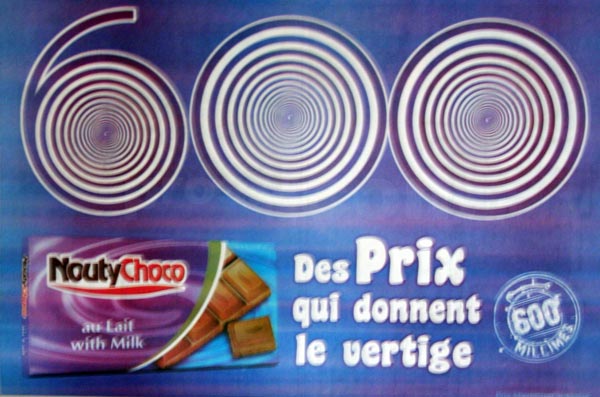 600
NoutyChoco
au Lait
with Milk
Des Prix
qui donnent
le vertige
600
MILLIMES